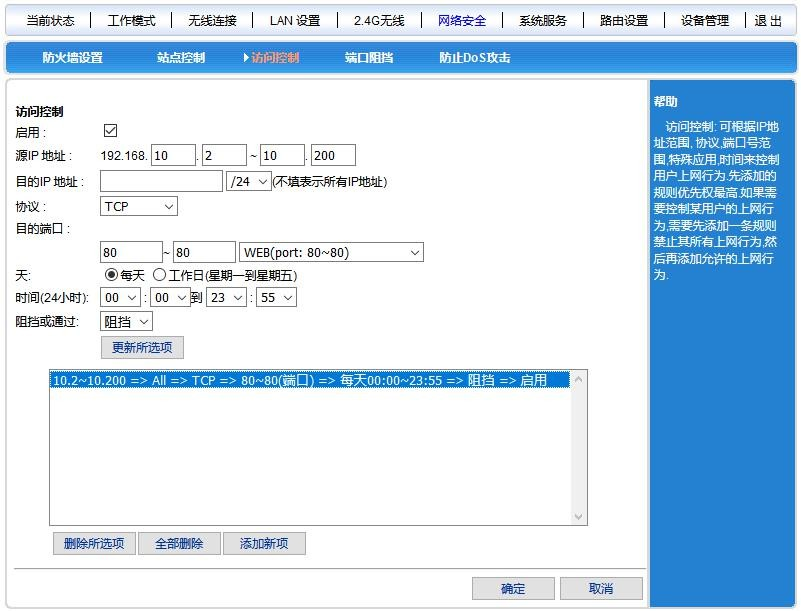 当前状态 工作模式 无线连接 LAN 设置 2.4G无线 网络安全 系统服务 路由设置 设备管理 退 出
防火墙设置 站点控制 访问控制 端口阻挡 防止DoS攻击
访问控制
启用 :
源IP 地址 : 192.168. 10 . 2 ~ 10 . 200
目的IP 地址 : /24 (不填表示所有IP地址)
协议 : TCP
目的端口 :
80 ~ 80 WEB(port: 80~80)
天: 每天 工作日(星期一到星期五)
时间(24小时): 00 : 00 到 23 : 55
阻挡或通过: 阻挡
更新所选项
10.2~10.200 => All => TCP => 80~80(端口) => 每天00:00~23:55 => 阻挡 => 启用
删除所选项 全部删除 添加新项
确定 取消
帮助
访问控制: 可根据IP地
址范围, 协议,端口号范
围,特殊应用,时间来控制
用户上网行为.先添加的
规则优先权最高.如果需
要控制某用户的上网行
为,需要先添加一条规则
禁止其所有上网行为,然
后再添加允许的上网行
为.